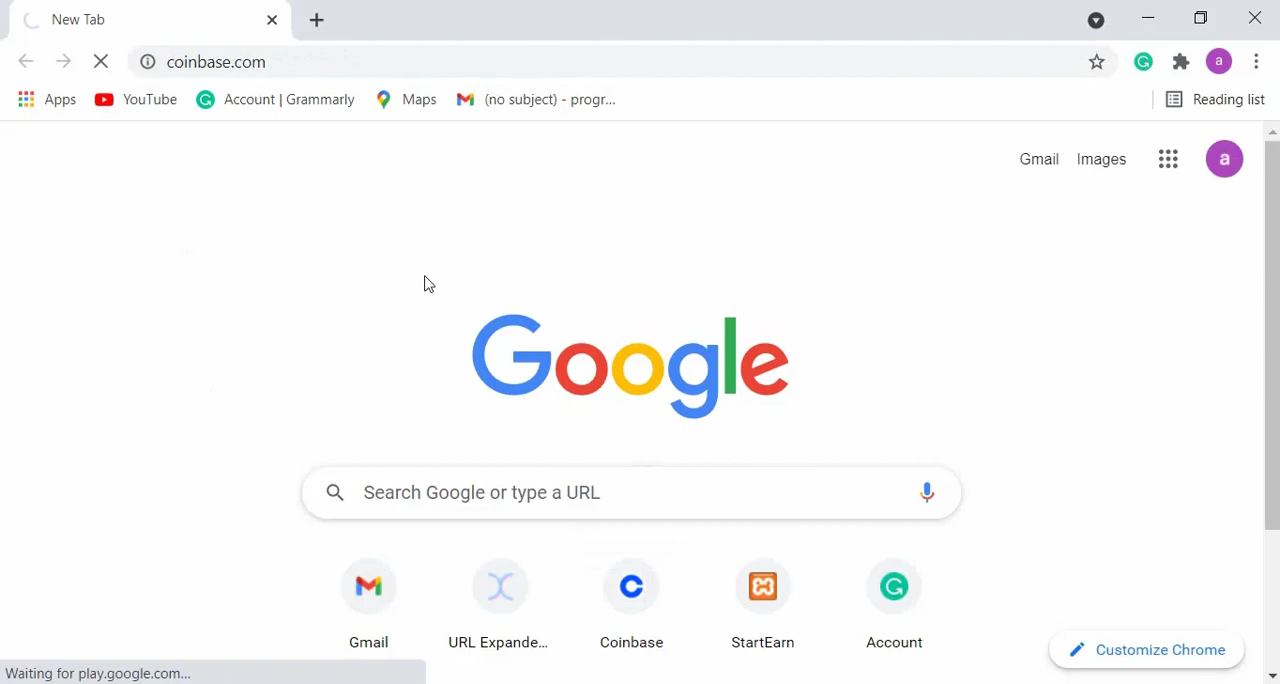 New Tab
coinbase.com
a
Apps YouTube Account | Grammarly Maps (no subject) - progr... Reading list
Gmail Images a
Google
Search Google or type a URL
Gmail URL Expande... Coinbase StartEarn Account
Customize Chrome
Waiting for play.google.com...